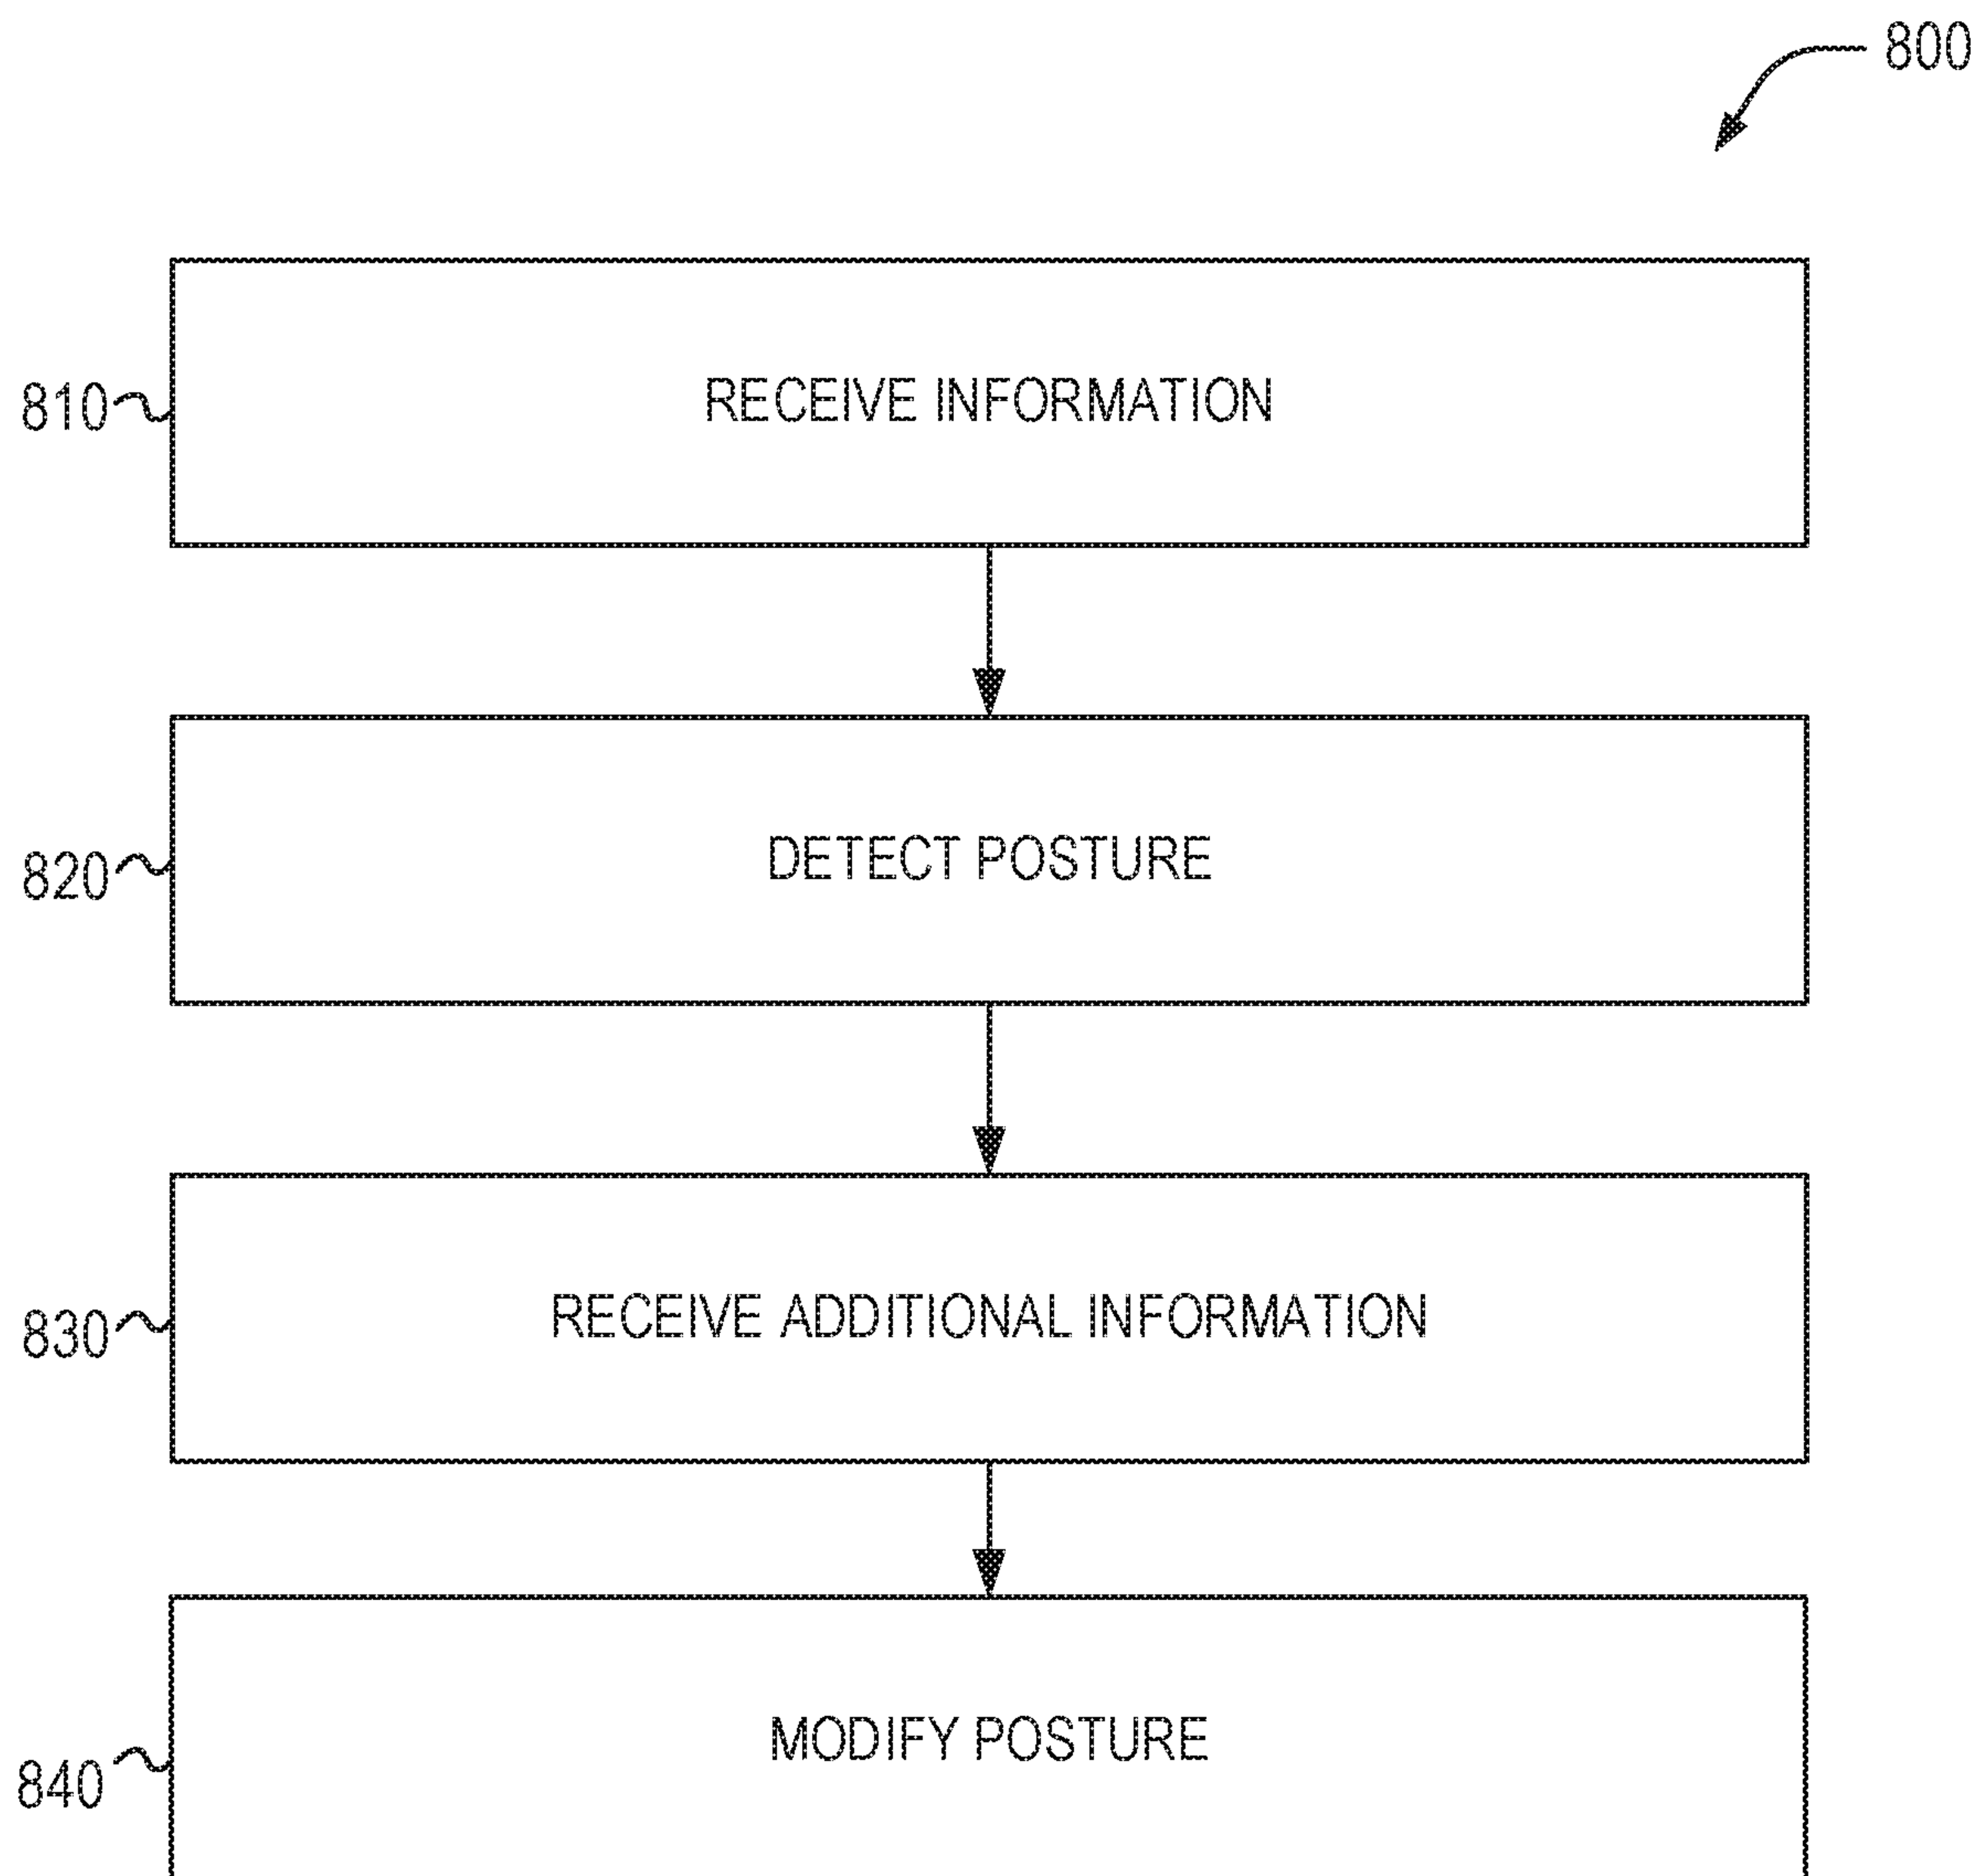 800
810 RECEIVE INFORMATION
820 DETECT POSTURE
830 RECEIVE ADDITIONAL INFORMATION
840 MODIFY POSTURE